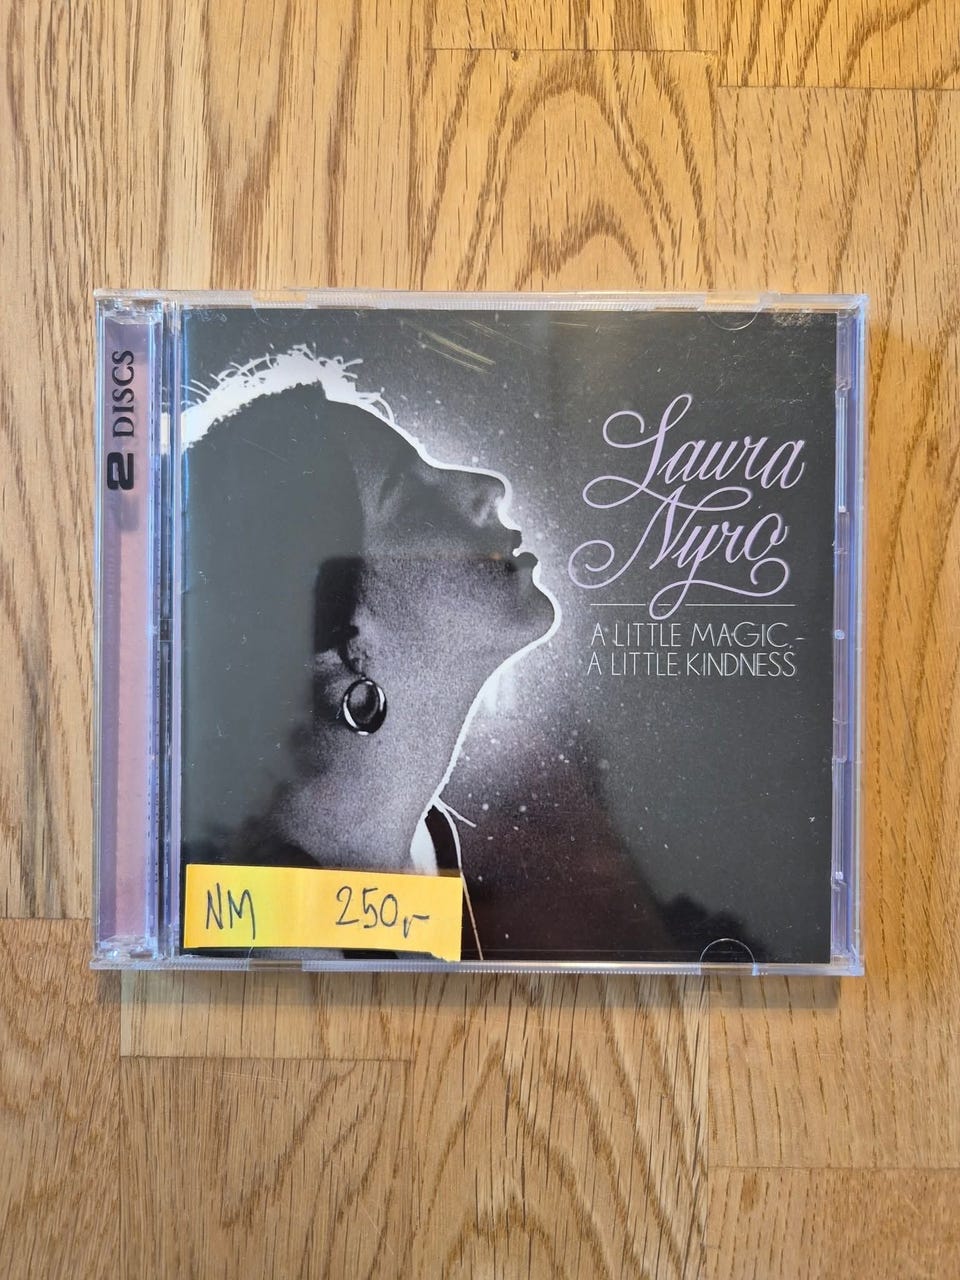 2 DISCS
Laura
Nyro
A LITTLE MAGIC,
A LITTLE KINDNESS
NM 250,-